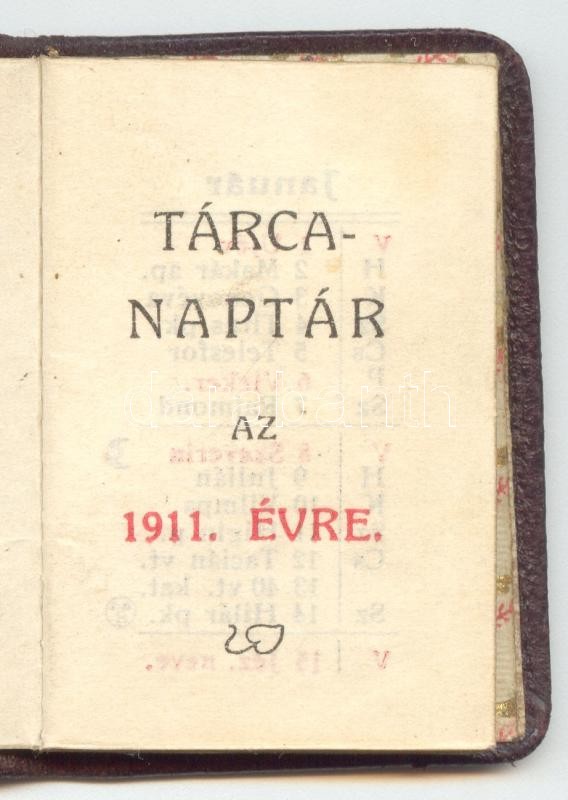 TÁRCA-
NAPTÁR
AZ
1911. ÉVRE.